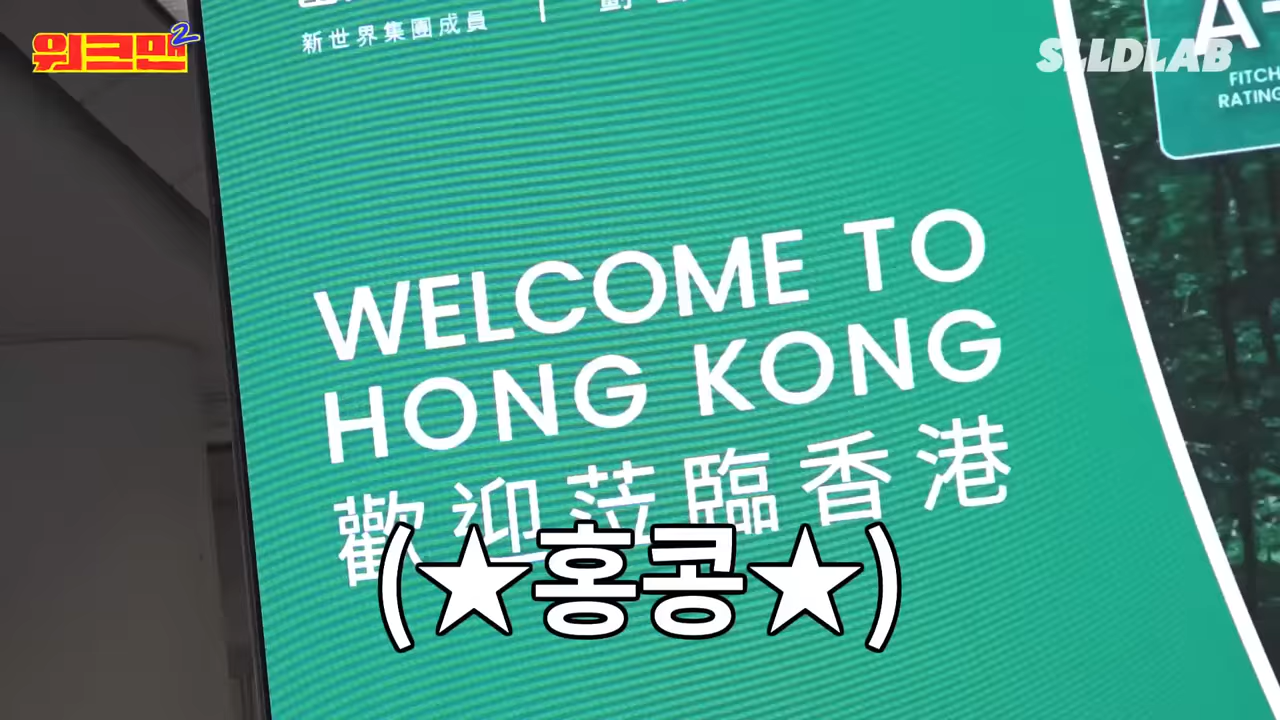 워크맨2
SLLDLAB
新世界集團成員
A+
FITCH
RATING
WELCOME TO
HONG KONG
歡迎蒞臨香港
(★홍콩★)